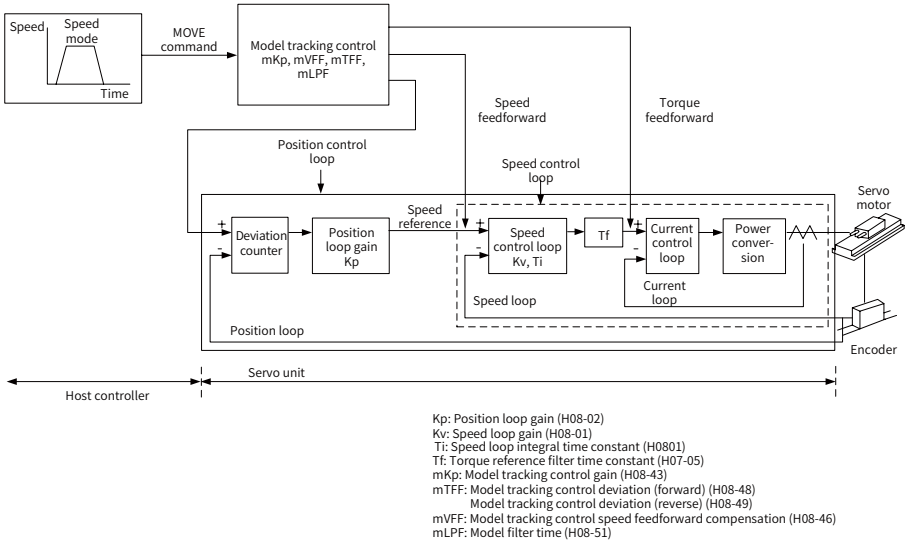 Speed
Speed
mode
Time
MOVE
command
Model tracking control
mKp, mVFF, mTFF,
mLPF
Speed
feedforward
Torque
feedforward
Position control
loop
Speed control
loop
Servo
motor
+
-
Deviation
counter
Position
loop gain
Kp
Speed
reference
+
-
Speed
control loop
Kv, Ti
Tf
+
-
Current
control
loop
Power
conver-
sion
Current
loop
Speed loop
Position loop
Encoder
Servo unit
Host controller
Kp: Position loop gain (H08-02)
Kv: Speed loop gain (H08-01)
Ti: Speed loop integral time constant (H0801)
Tf: Torque reference filter time constant (H07-05)
mKp: Model tracking control gain (H08-43)
mTFF: Model tracking control deviation (forward) (H08-48)
Model tracking control deviation (reverse) (H08-49)
mVFF: Model tracking control speed feedforward compensation (H08-46)
mLPF: Model filter time (H08-51)